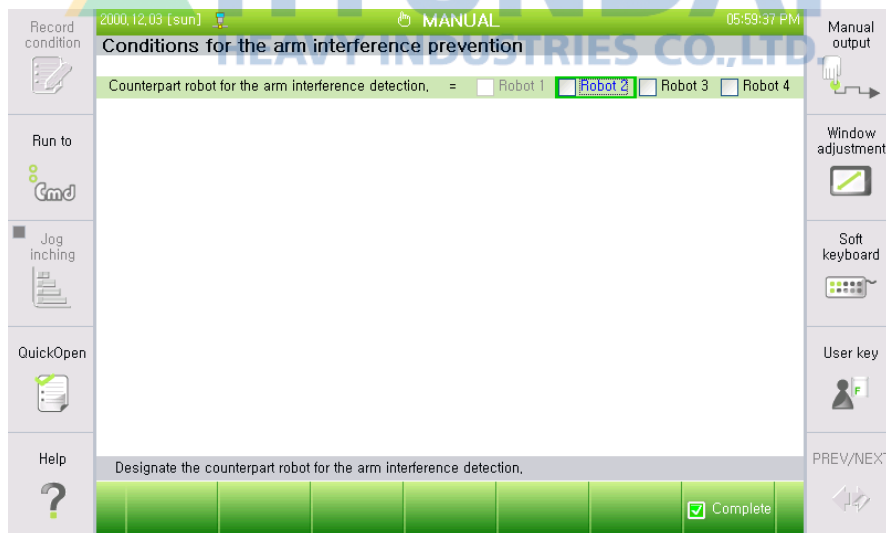 HYUNDAI
HEAVY INDUSTRIES CO.,LTD.
2000,12,03 [sun] MANUAL 05:59:37 PM
Conditions for the arm interference prevention
Counterpart robot for the arm interference detection, = Robot 1 Robot 2 Robot 3 Robot 4
Record
condition
Run to
Cmd
Jog
inching
QuickOpen
Help
?
Manual
output
Window
adjustment
Soft
keyboard
User key
F
PREV/NEXT
Designate the counterpart robot for the arm interference detection,
Complete